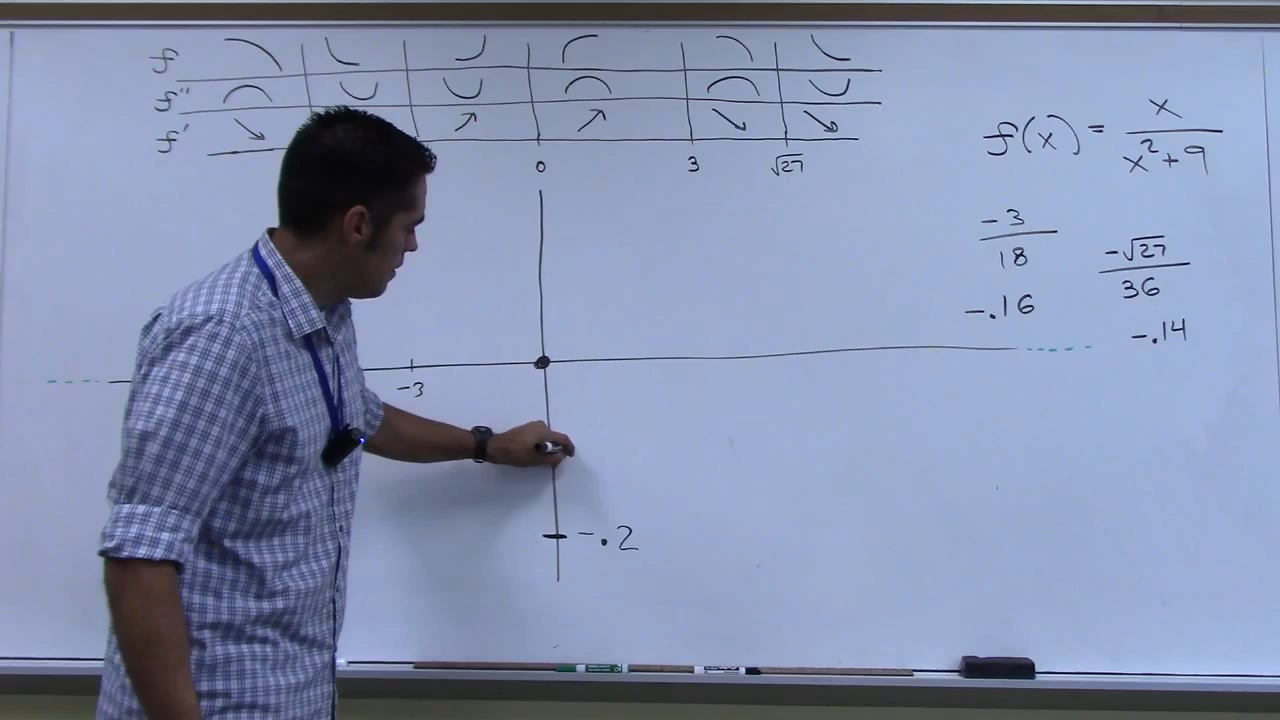 f
f''
f'
0 3 √27
f(x) = x / x² + 9
-3 / 18
-√27 / 36
-.16
-.14
-3
-.2